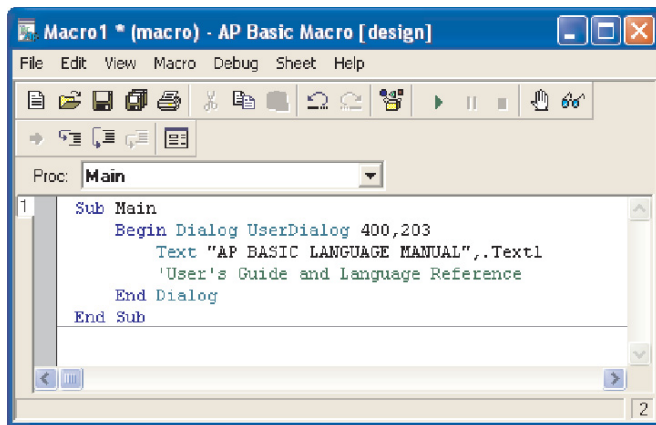 Macro1 * (macro) - AP Basic Macro [design]
File Edit View Macro Debug Sheet Help
Proc: Main
1
Sub Main
Begin Dialog UserDialog 400,203
Text "AP BASIC LANGUAGE MANUAL",.Text1
'User's Guide and Language Reference
End Dialog
End Sub
2